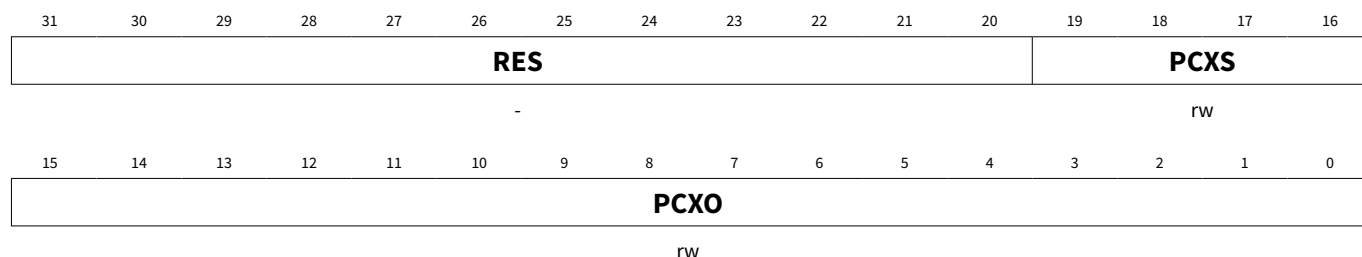 31 30 29 28 27 26 25 24 23 22 21 20 19 18 17 16
RES PCXS
- rw
15 14 13 12 11 10 9 8 7 6 5 4 3 2 1 0
PCXO
rw